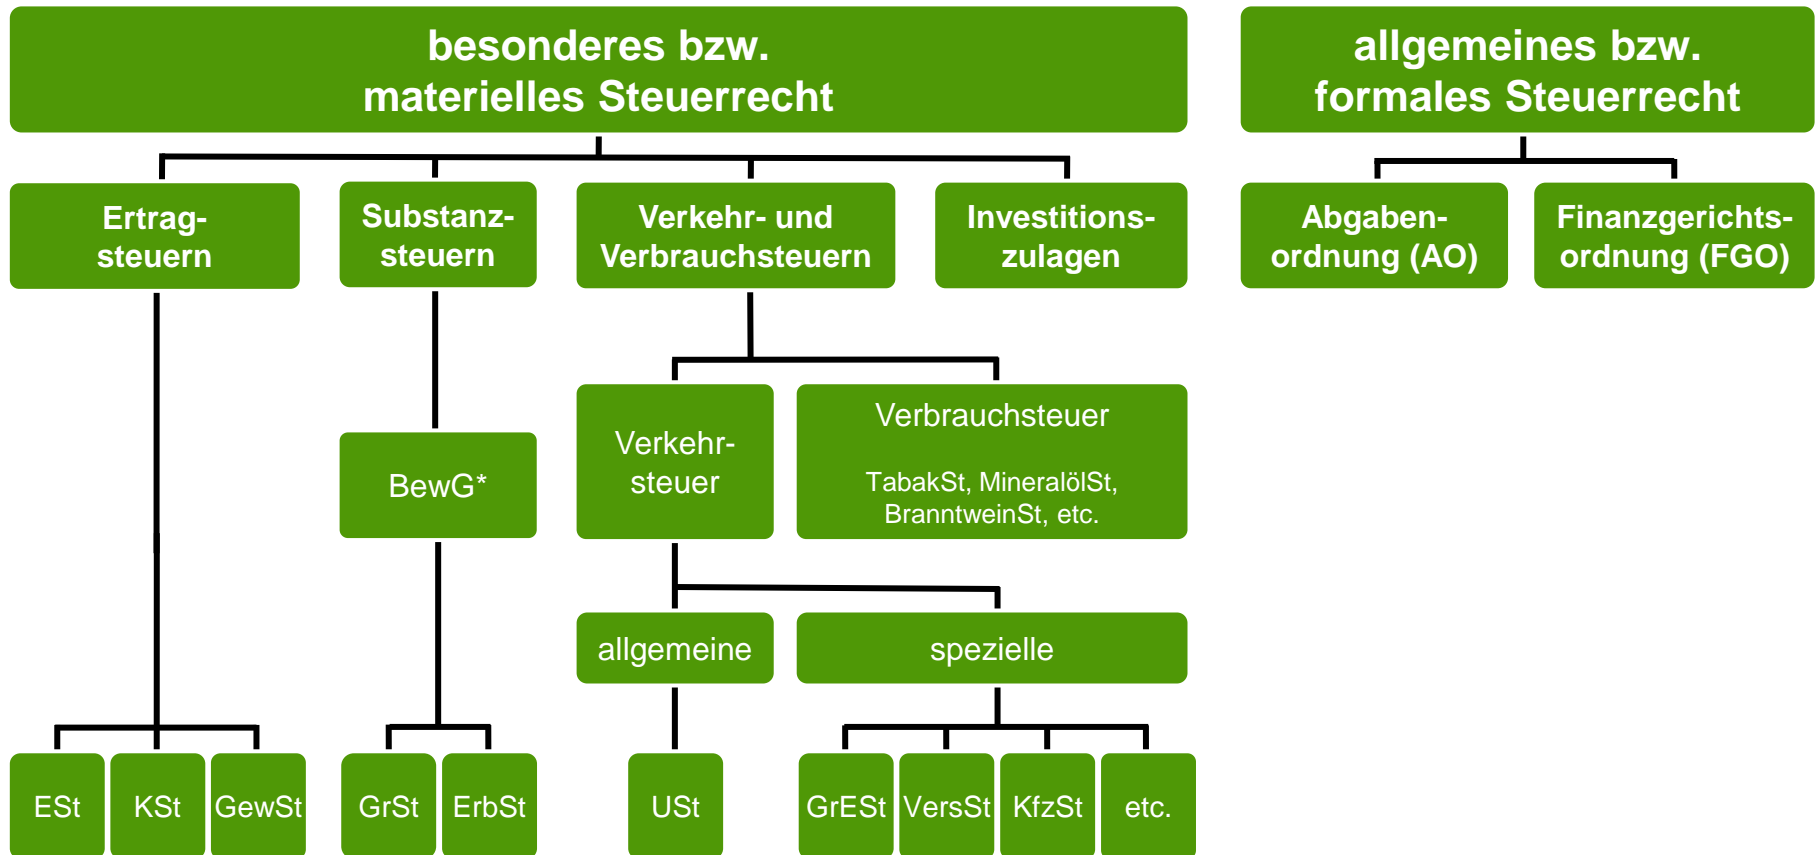 besonderes bzw.
materielles Steuerrecht
allgemeines bzw.
formales Steuerrecht
Ertrag-
steuern
Substanz-
steuern
Verkehr- und
Verbrauchsteuern
Investitions-
zulagen
Abgaben-
ordnung (AO)
Finanzgerichts-
ordnung (FGO)
BewG*
Verkehr-
steuer
Verbrauchsteuer
TabakSt, MineralölSt,
BranntweinSt, etc.
allgemeine
spezielle
ESt
KSt
GewSt
GrSt
ErbSt
USt
GrESt
VersSt
KfzSt
etc.